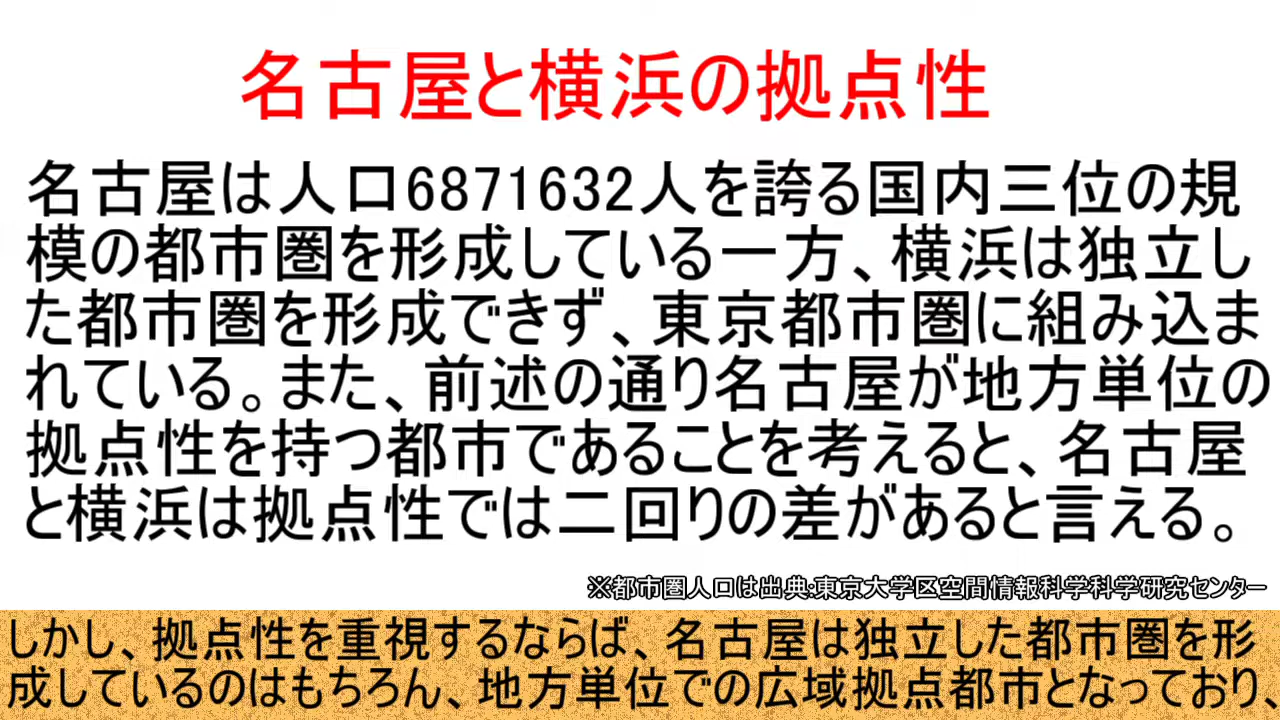 名古屋と横浜の拠点性
名古屋は人口6871632人を誇る国内三位の規
模の都市圏を形成している一方、横浜は独立し
た都市圏を形成できず、東京都市圏に組み込ま
れている。また、前述の通り名古屋が地方単位の
拠点性を持つ都市であることを考えると、名古屋
と横浜は拠点性では二回りの差があると言える。
※都市圏人口は出典:東京大学区空間情報科学科学研究センター
しかし、拠点性を重視するならば、名古屋は独立した都市圏を形
成しているのはもちろん、地方単位での広域拠点都市となっており、